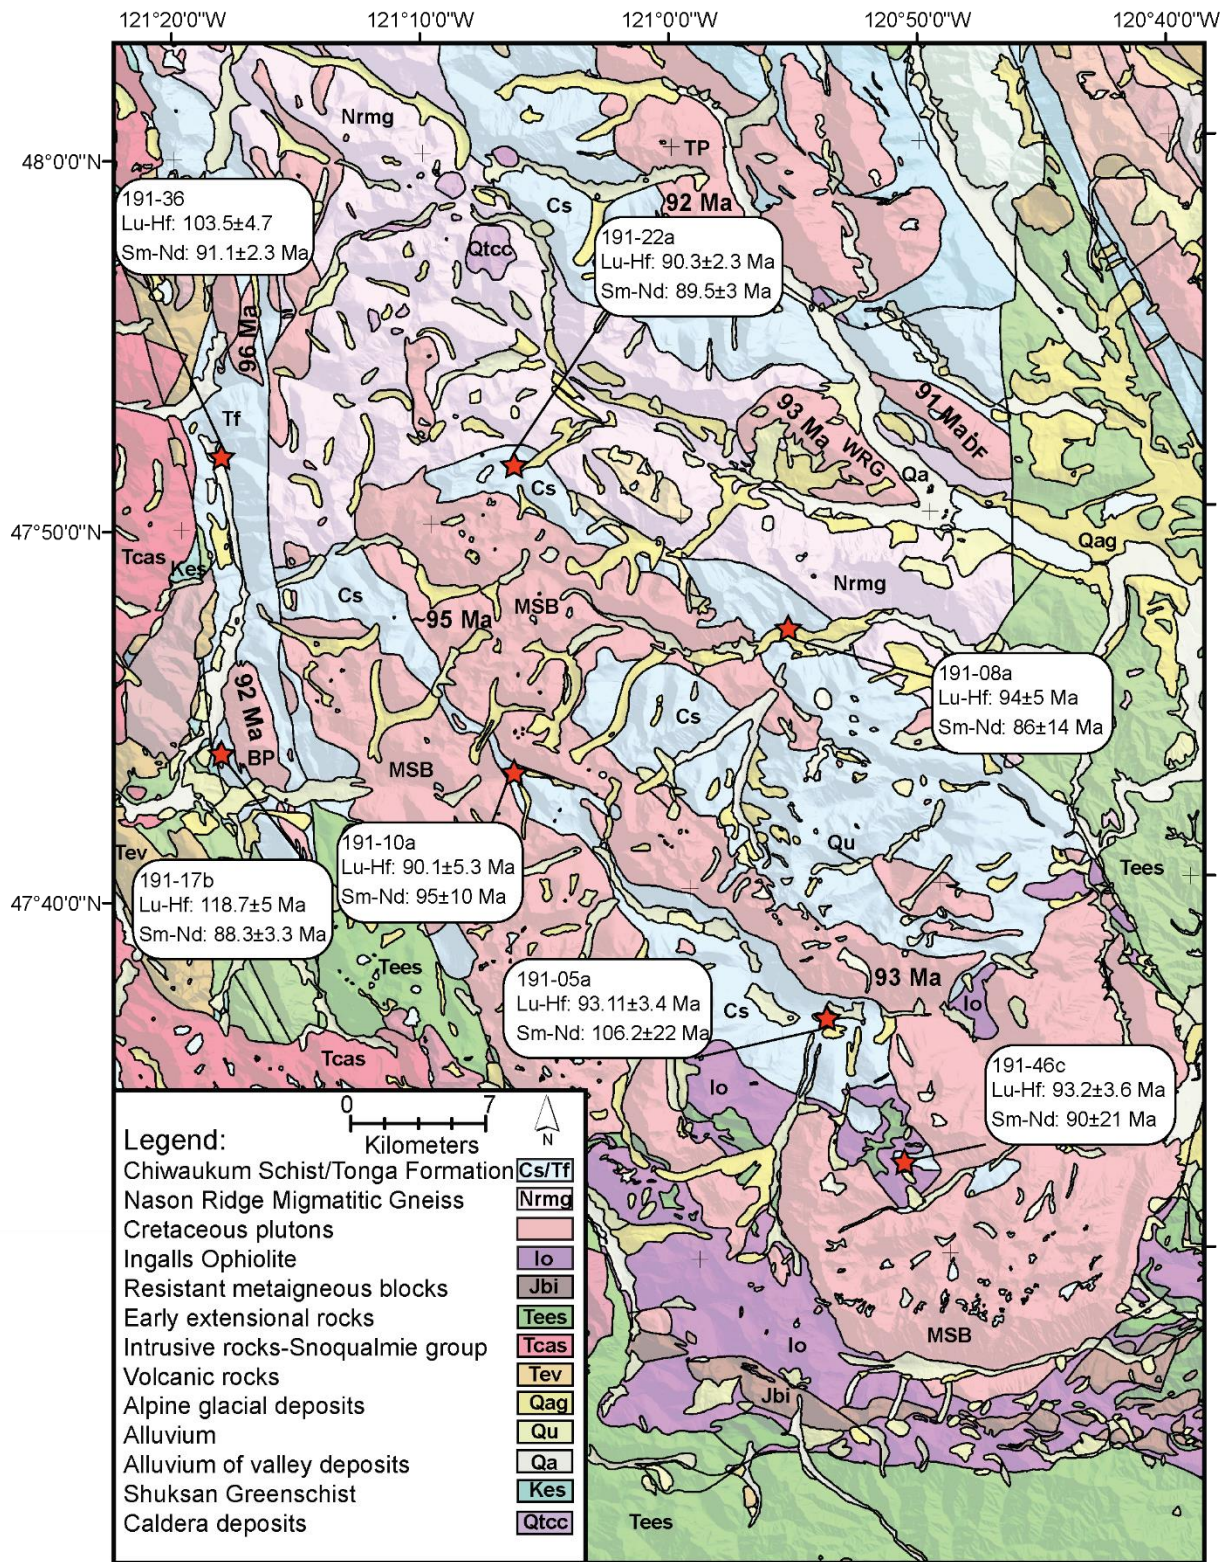 121°20'0"W
121°10'0"W
121°0'0"W
120°50'0"W
120°40'0"W
48°0'0"N
47°50'0"N
47°40'0"N
Nrmg
TP
92 Ma
Cs
Qtcc
191-36
Lu-Hf: 103.5±4.7
Sm-Nd: 91.1±2.3 Ma
191-22a
Lu-Hf: 90.3±2.3 Ma
Sm-Nd: 89.5±3 Ma
96 Ma
Tf
93 Ma
WRG
91 Ma
DF
Qa
Cs
Qag
Tcas
Kes
Cs
~95 Ma
MSB
Nrmg
191-08a
Lu-Hf: 94±5 Ma
Sm-Nd: 86±14 Ma
92 Ma
BP
Cs
MSB
Qu
Tev
Tees
191-10a
Lu-Hf: 90.1±5.3 Ma
Sm-Nd: 95±10 Ma
191-17b
Lu-Hf: 118.7±5 Ma
Sm-Nd: 88.3±3.3 Ma
Tees
93 Ma
191-05a
Lu-Hf: 93.11±3.4 Ma
Sm-Nd: 106.2±22 Ma
Cs
Io
Tcas
Io
191-46c
Lu-Hf: 93.2±3.6 Ma
Sm-Nd: 90±21 Ma
MSB
Io
Jbi
Tees
0 7
Kilometers
N
Legend:
Chiwaukum Schist/Tonga Formation Cs/Tf
Nason Ridge Migmatitic Gneiss Nrmg
Cretaceous plutons
Ingalls Ophiolite Io
Resistant metaigneous blocks Jbi
Early extensional rocks Tees
Intrusive rocks-Snoqualmie group Tcas
Volcanic rocks Tev
Alpine glacial deposits Qag
Alluvium Qu
Alluvium of valley deposits Qa
Shuksan Greenschist Kes
Caldera deposits Qtcc